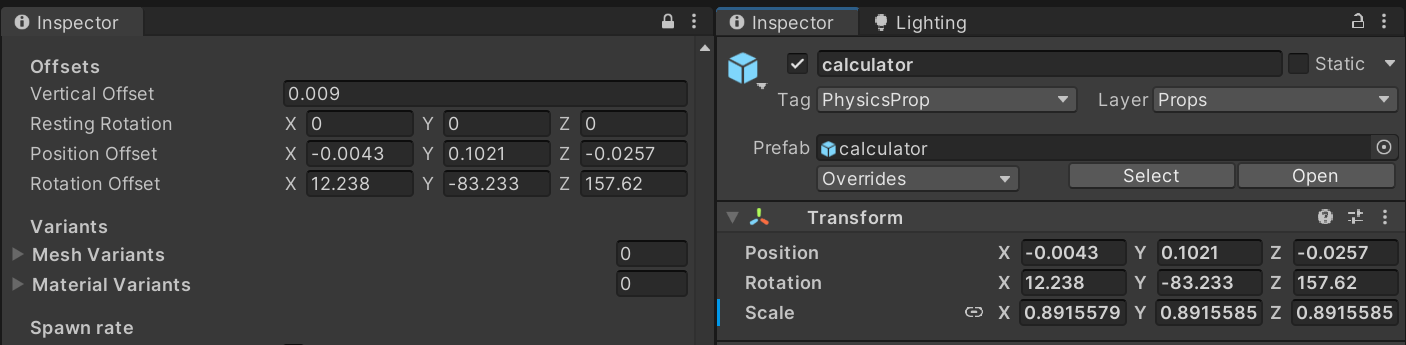 Inspector
Offsets
Vertical Offset 0.009
Resting Rotation X 0 Y 0 Z 0
Position Offset X -0.0043 Y 0.1021 Z -0.0257
Rotation Offset X 12.238 Y -83.233 Z 157.62
Variants
Mesh Variants 0
Material Variants 0
Spawn rate
Inspector Lighting
calculator Static
Tag PhysicsProp Layer Props
Prefab calculator
Overrides Select Open
Transform
Position X -0.0043 Y 0.1021 Z -0.0257
Rotation X 12.238 Y -83.233 Z 157.62
Scale X 0.8915579 Y 0.8915585 Z 0.8915585